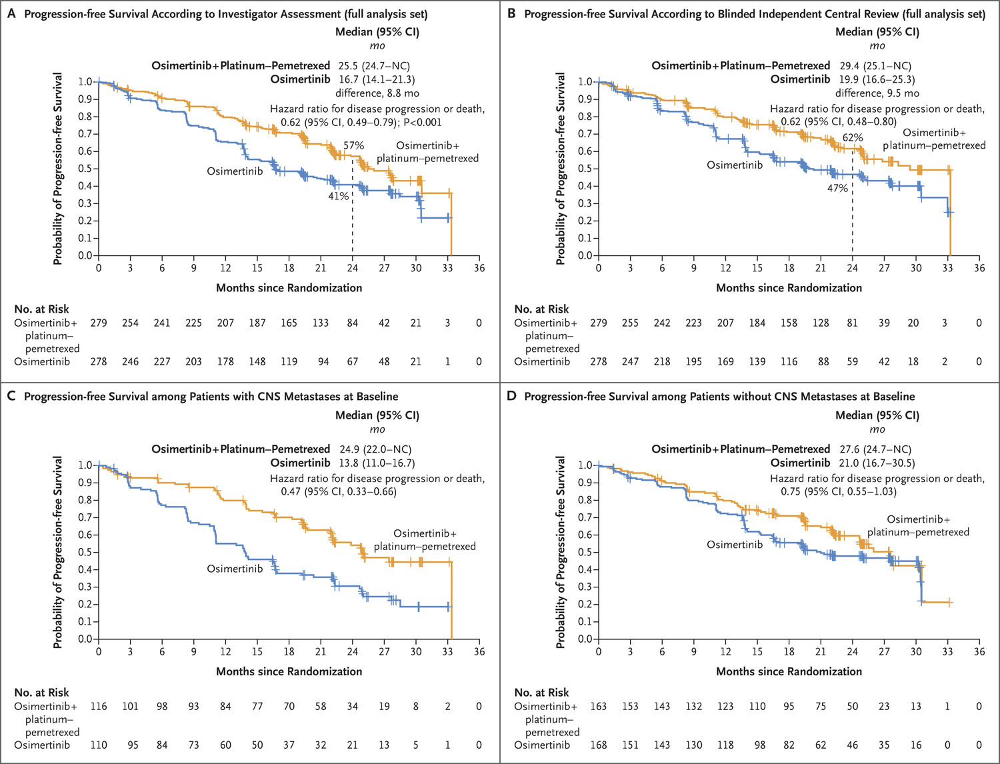 A Progression-free Survival According to Investigator Assessment (full analysis set)
Median (95% CI)
mo
Osimertinib+Platinum–Pemetrexed 25.5 (24.7–NC)
Osimertinib 16.7 (14.1–21.3)
difference, 8.8 mo
Hazard ratio for disease progression or death,
0.62 (95% CI, 0.49–0.79); P<0.001
Probability of Progression-free Survival
1.0
0.9
0.8
0.7
0.6
0.5
0.4
0.3
0.2
0.1
0.0
57%
Osimertinib+
platinum–pemetrexed
Osimertinib
41%
0 3 6 9 12 15 18 21 24 27 30 33 36
Months since Randomization
No. at Risk
Osimertinib+ 279 254 241 225 207 187 165 133 84 42 21 3 0
platinum–
pemetrexed
Osimertinib 278 246 227 203 178 148 119 94 67 48 21 1 0
B Progression-free Survival According to Blinded Independent Central Review (full analysis set)
Median (95% CI)
mo
Osimertinib+Platinum–Pemetrexed 29.4 (25.1–NC)
Osimertinib 19.9 (16.6–25.3)
difference, 9.5 mo
Hazard ratio for disease progression or death,
0.62 (95% CI, 0.48–0.80)
Probability of Progression-free Survival
1.0
0.9
0.8
0.7
0.6
0.5
0.4
0.3
0.2
0.1
0.0
62%
Osimertinib+
platinum–pemetrexed
Osimertinib
47%
0 3 6 9 12 15 18 21 24 27 30 33 36
Months since Randomization
No. at Risk
Osimertinib+ 279 255 242 223 207 184 158 128 81 39 20 3 0
platinum–
pemetrexed
Osimertinib 278 247 218 195 169 139 116 88 59 42 18 2 0
C Progression-free Survival among Patients with CNS Metastases at Baseline
Median (95% CI)
mo
Osimertinib+Platinum–Pemetrexed 24.9 (22.0–NC)
Osimertinib 13.8 (11.0–16.7)
Hazard ratio for disease progression or death,
0.47 (95% CI, 0.33–0.66)
Probability of Progression-free Survival
1.0
0.9
0.8
0.7
0.6
0.5
0.4
0.3
0.2
0.1
0.0
Osimertinib+
platinum–pemetrexed
Osimertinib
0 3 6 9 12 15 18 21 24 27 30 33 36
Months since Randomization
No. at Risk
Osimertinib+ 116 101 98 93 84 77 70 58 34 19 8 2 0
platinum–
pemetrexed
Osimertinib 110 95 84 73 60 50 37 32 21 13 5 1 0
D Progression-free Survival among Patients without CNS Metastases at Baseline
Median (95% CI)
mo
Osimertinib+Platinum–Pemetrexed 27.6 (24.7–NC)
Osimertinib 21.0 (16.7–30.5)
Hazard ratio for disease progression or death,
0.75 (95% CI, 0.55–1.03)
Probability of Progression-free Survival
1.0
0.9
0.8
0.7
0.6
0.5
0.4
0.3
0.2
0.1
0.0
Osimertinib+
platinum–pemetrexed
Osimertinib
0 3 6 9 12 15 18 21 24 27 30 33 36
Months since Randomization
No. at Risk
Osimertinib+ 163 153 143 132 123 110 95 75 50 23 13 1 0
platinum–
pemetrexed
Osimertinib 168 151 143 130 118 98 82 62 46 35 16 0 0